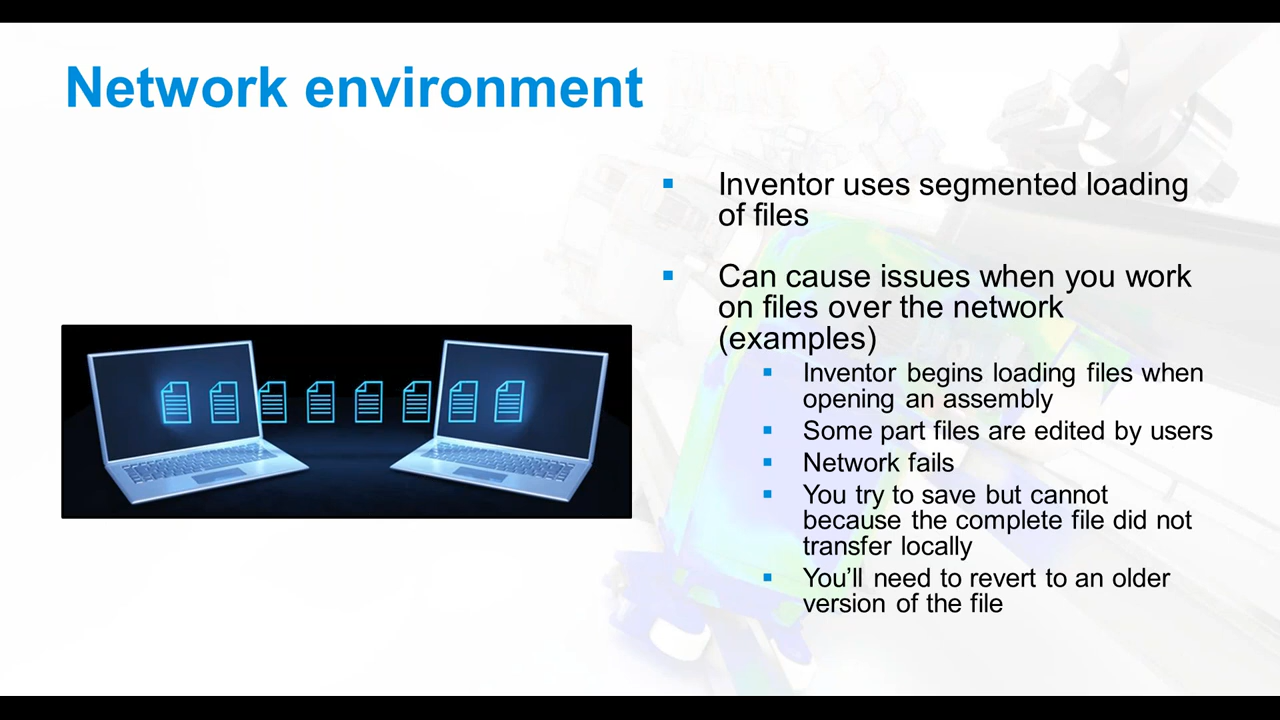 Network environment
Inventor uses segmented loading
of files
Can cause issues when you work
on files over the network
(examples)
Inventor begins loading files when
opening an assembly
Some part files are edited by users
Network fails
You try to save but cannot
because the complete file did not
transfer locally
You’ll need to revert to an older
version of the file